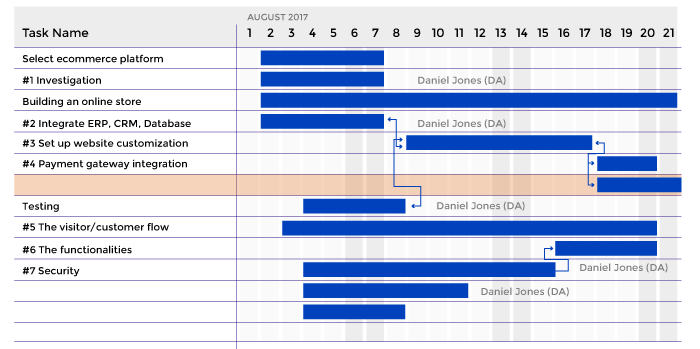 AUGUST 2017
Task Name 1 2 3 4 5 6 7 8 9 10 11 12 13 14 15 16 17 18 19 20 21
Select ecommerce platform
#1 Investigation Daniel Jones (DA)
Building an online store
#2 Integrate ERP, CRM, Database Daniel Jones (DA)
#3 Set up website customization
#4 Payment gateway integration
Testing Daniel Jones (DA)
#5 The visitor/customer flow
#6 The functionalities
#7 Security Daniel Jones (DA)
Daniel Jones (DA)